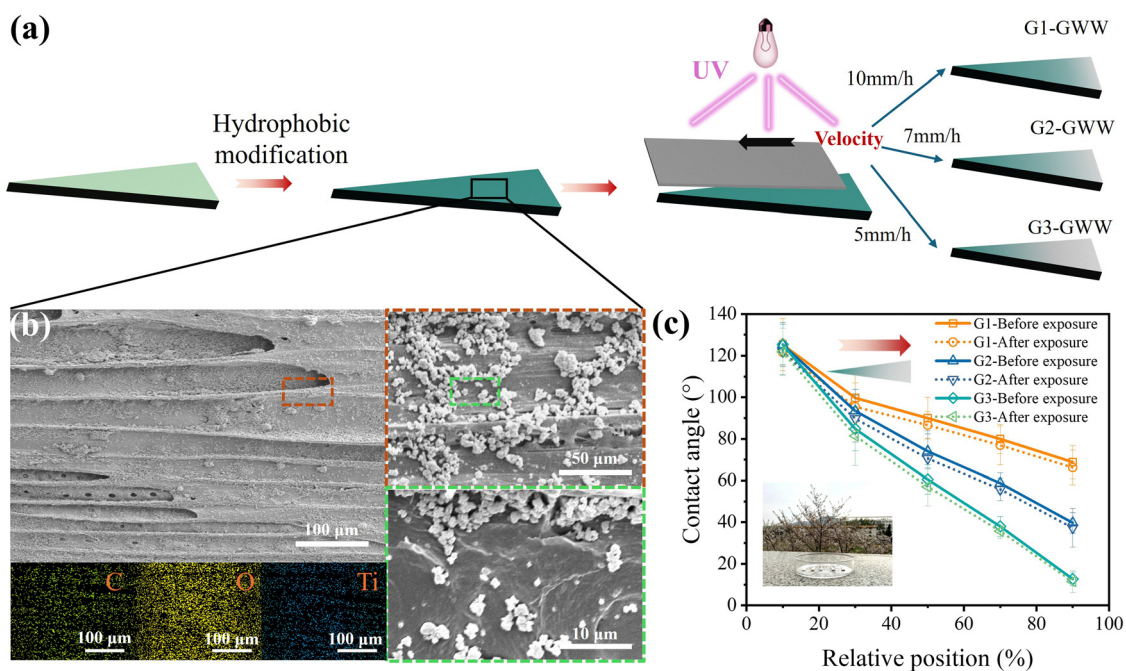 (a)
Hydrophobic
modification
UV
Velocity
10mm/h
7mm/h
5mm/h
G1-GWW
G2-GWW
G3-GWW
(b)
100 μm
50 μm
10 μm
C
100 μm
O
100 μm
Ti
100 μm
(c)
G1-Before exposure
G1-After exposure
G2-Before exposure
G2-After exposure
G3-Before exposure
G3-After exposure
Contact angle (°)
140
120
100
80
60
40
20
0
0
20
40
60
80
100
Relative position (%)